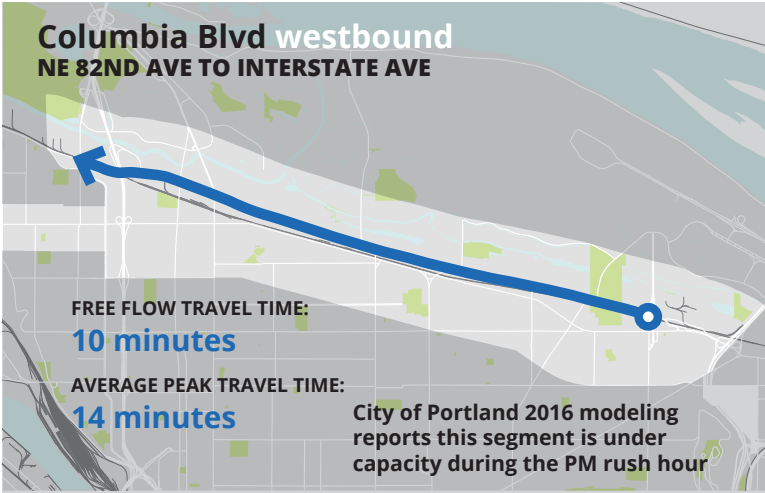 Columbia Blvd westbound
NE 82ND AVE TO INTERSTATE AVE
FREE FLOW TRAVEL TIME:
10 minutes
AVERAGE PEAK TRAVEL TIME:
14 minutes
City of Portland 2016 modeling
reports this segment is under
capacity during the PM rush hour